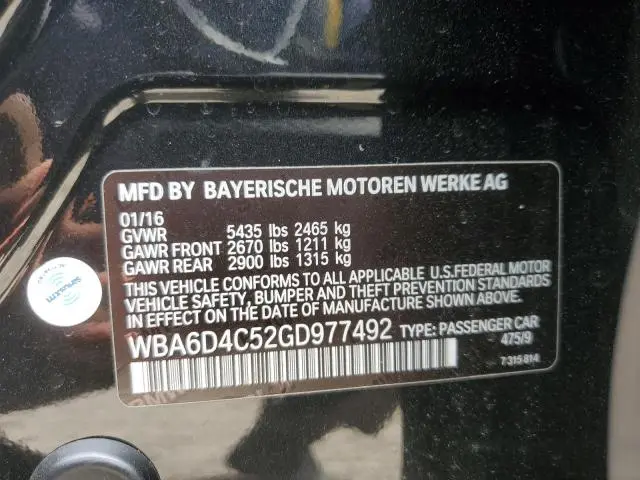 MFD BY BAYERISCHE MOTOREN WERKE AG
01/16
GVWR 5435 lbs 2465 kg
GAWR FRONT 2670 lbs 1211 kg
GAWR REAR 2900 lbs 1315 kg
THIS VEHICLE CONFORMS TO ALL APPLICABLE U.S.FEDERAL MOTOR
VEHICLE SAFETY, BUMPER AND THEFT PREVENTION STANDARDS
IN EFFECT ON THE DATE OF MANUFACTURE SHOWN ABOVE.
WBA6D4C52GD977492 TYPE: PASSENGER CAR
475/9
7 315 814
siriusxm